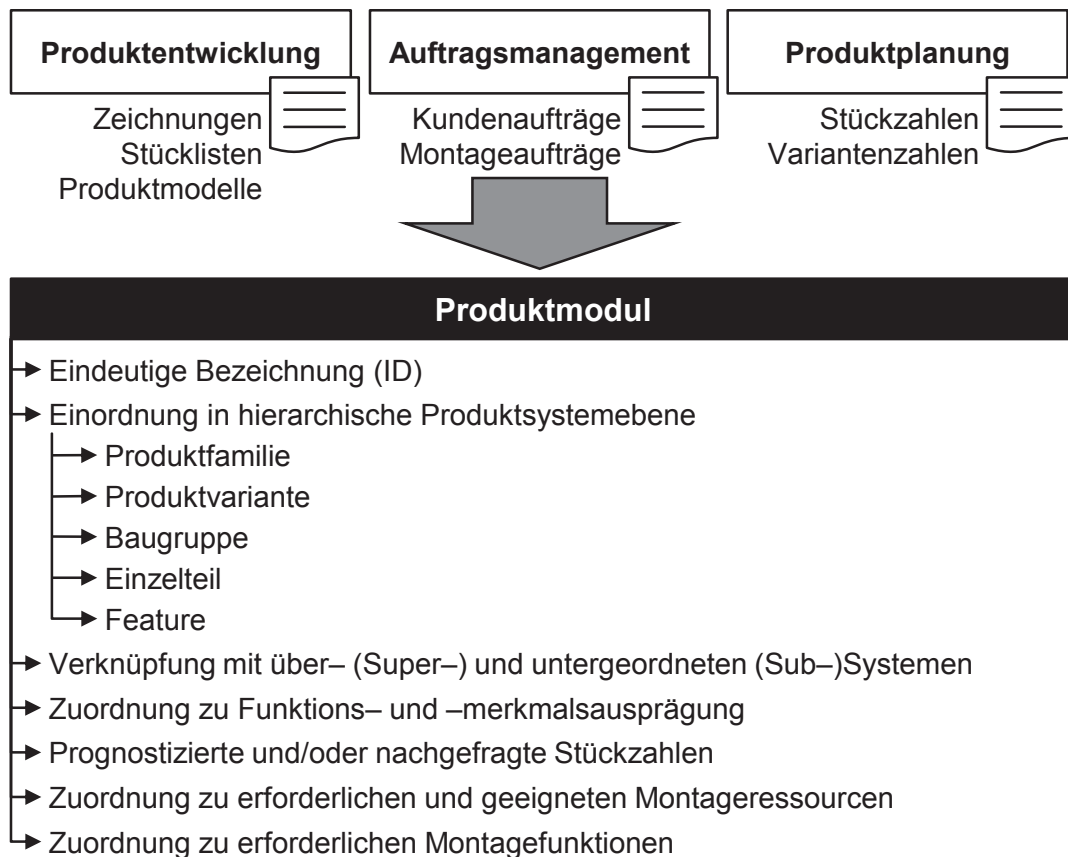 Produktentwicklung
Zeichnungen
Stücklisten
Produktmodelle
Auftragsmanagement
Kundenaufträge
Montageaufträge
Produktplanung
Stückzahlen
Variantenzahlen
Produktmodul
Eindeutige Bezeichnung (ID)
Einordnung in hierarchische Produktsystemebene
Produktfamilie
Produktvariante
Baugruppe
Einzelteil
Feature
Verknüpfung mit über– (Super–) und untergeordneten (Sub–)Systemen
Zuordnung zu Funktions– und –merkmalsausprägung
Prognostizierte und/oder nachgefragte Stückzahlen
Zuordnung zu erforderlichen und geeigneten Montageressourcen
Zuordnung zu erforderlichen Montagefunktionen